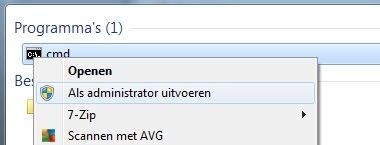 Programma's (1)
cmd
Openen
Bes
Als administrator uitvoeren
7-Zip
Scannen met AVG